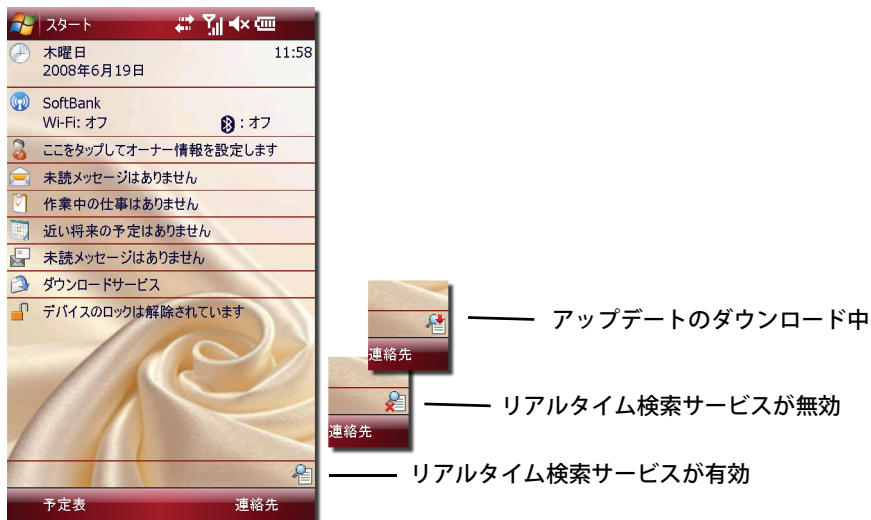 スタート
木曜日 11:58
2008年6月19日
SoftBank
Wi-Fi: オフ : オフ
ここをタップしてオーナー情報を設定します
未読メッセージはありません
作業中の仕事はありません
近い将来の予定はありません
未読メッセージはありません
ダウンロードサービス
デバイスのロックは解除されています
予定表 連絡先
連絡先
アップデートのダウンロード中
連絡先
リアルタイム検索サービスが無効
リアルタイム検索サービスが有効